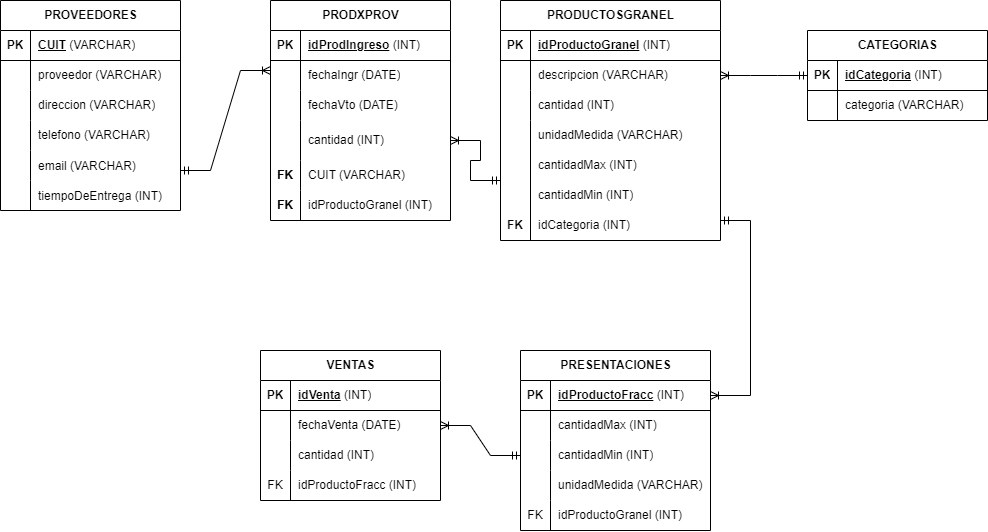 PROVEEDORES
PK CUIT (VARCHAR)
proveedor (VARCHAR)
direccion (VARCHAR)
telefono (VARCHAR)
email (VARCHAR)
tiempoDeEntrega (INT)
PRODXPROV
PK idProdIngreso (INT)
fechaIngr (DATE)
fechaVto (DATE)
cantidad (INT)
FK CUIT (VARCHAR)
FK idProductoGranel (INT)
PRODUCTOSGRANEL
PK idProductoGranel (INT)
descripcion (VARCHAR)
cantidad (INT)
unidadMedida (VARCHAR)
cantidadMax (INT)
cantidadMin (INT)
FK idCategoria (INT)
CATEGORIAS
PK idCategoria (INT)
categoria (VARCHAR)
VENTAS
PK idVenta (INT)
fechaVenta (DATE)
cantidad (INT)
FK idProductoFracc (INT)
PRESENTACIONES
PK idProductoFracc (INT)
cantidadMax (INT)
cantidadMin (INT)
unidadMedida (VARCHAR)
FK idProductoGranel (INT)